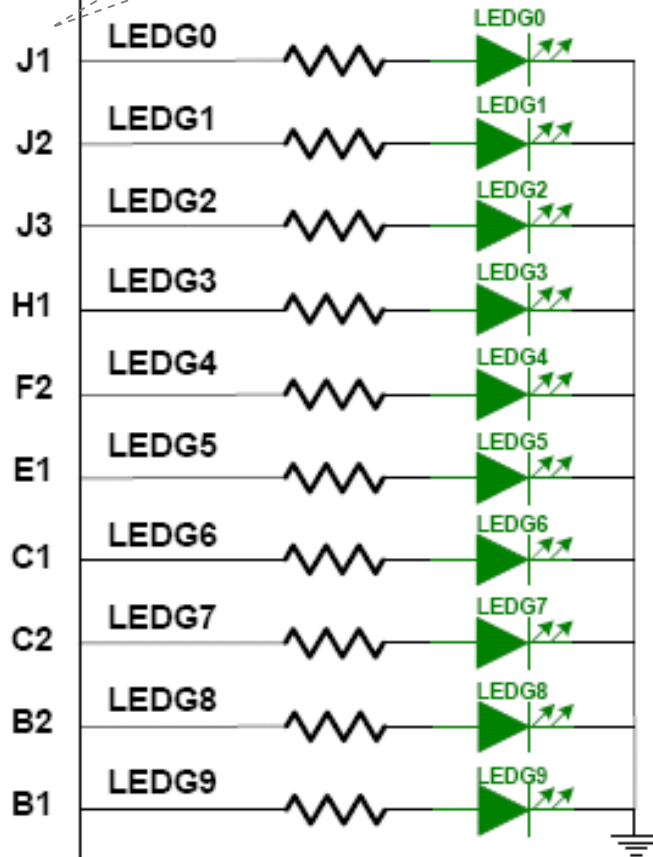 LEDG0
J1 LEDG0
LEDG1
J2 LEDG1
LEDG2
J3 LEDG2
LEDG3
H1 LEDG3
LEDG4
F2 LEDG4
LEDG5
E1 LEDG5
LEDG6
C1 LEDG6
LEDG7
C2 LEDG7
LEDG8
B2 LEDG8
LEDG9
B1 LEDG9